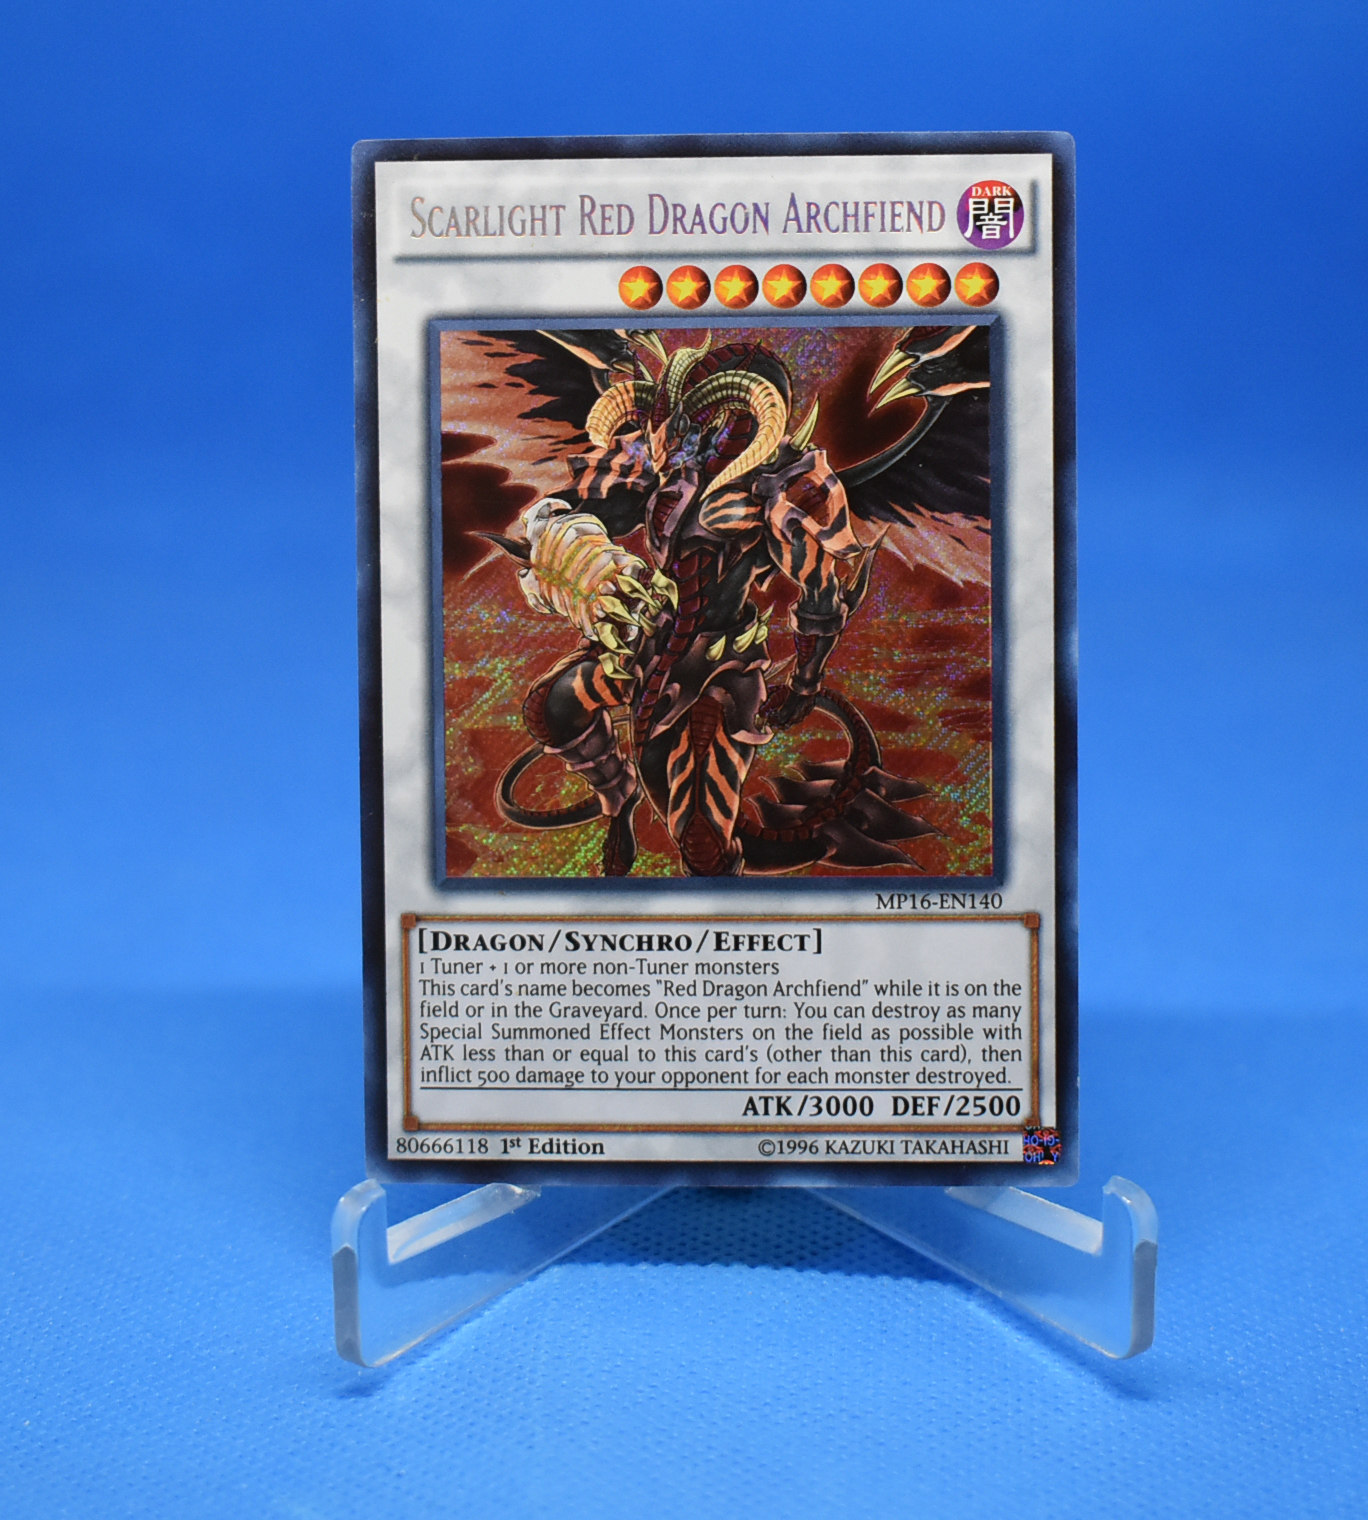 SCARLIGHT RED DRAGON ARCHFIEND
DARK
闇
MP16-EN140
[DRAGON/SYNCHRO/EFFECT]
1 Tuner + 1 or more non-Tuner monsters
This card's name becomes "Red Dragon Archfiend" while it is on the
field or in the Graveyard. Once per turn: You can destroy as many
Special Summoned Effect Monsters on the field as possible with
ATK less than or equal to this card's (other than this card), then
inflict 500 damage to your opponent for each monster destroyed.
ATK/3000 DEF/2500
80666118 1st Edition
©1996 KAZUKI TAKAHASHI